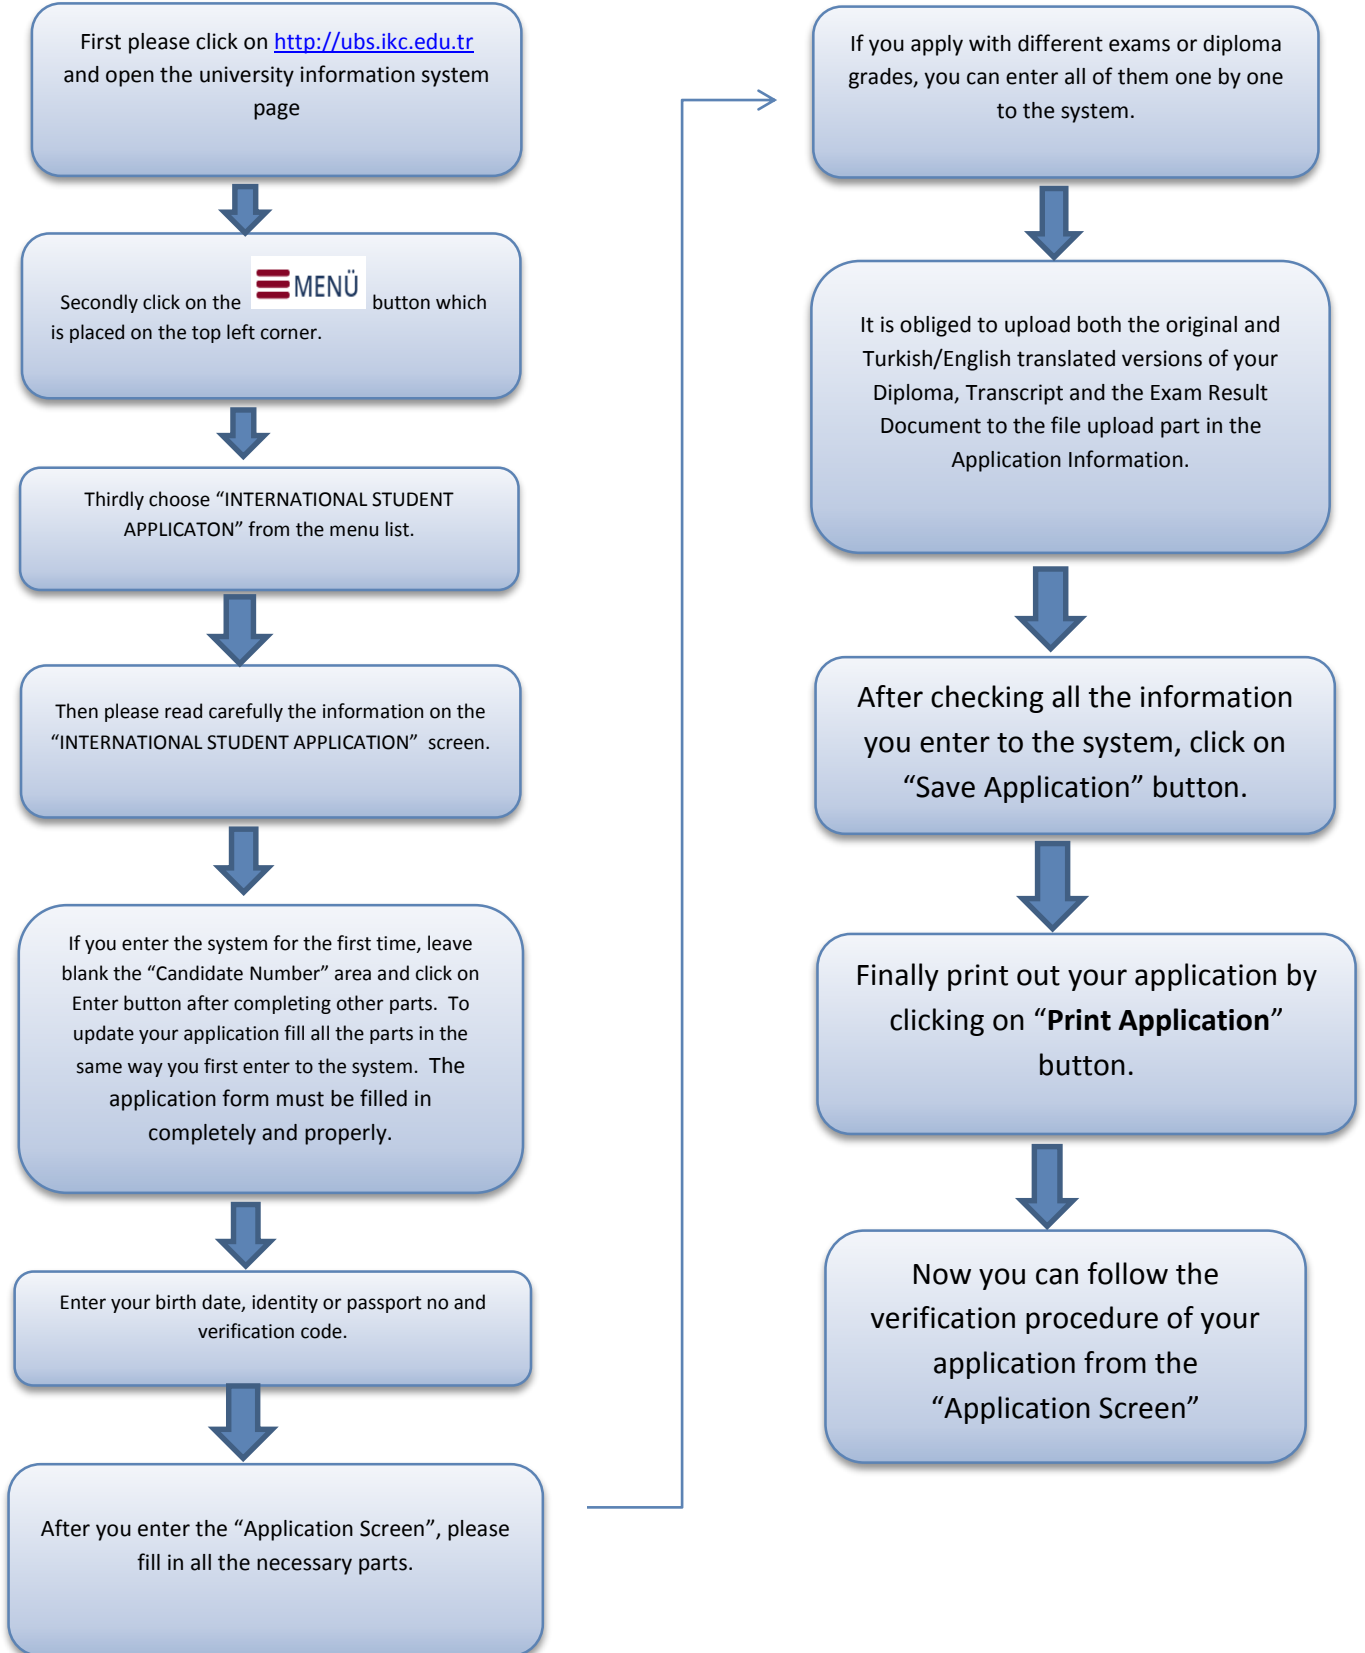 First please click on http://ubs.ikc.edu.tr
and open the university information system
page
Secondly click on the MENÜ button which
is placed on the top left corner.
Thirdly choose “INTERNATIONAL STUDENT
APPLICATON” from the menu list.
Then please read carefully the information on the
“INTERNATIONAL STUDENT APPLICATION” screen.
If you enter the system for the first time, leave
blank the “Candidate Number” area and click on
Enter button after completing other parts. To
update your application fill all the parts in the
same way you first enter to the system. The
application form must be filled in
completely and properly.
Enter your birth date, identity or passport no and
verification code.
After you enter the “Application Screen”, please
fill in all the necessary parts.
If you apply with different exams or diploma
grades, you can enter all of them one by one
to the system.
It is obliged to upload both the original and
Turkish/English translated versions of your
Diploma, Transcript and the Exam Result
Document to the file upload part in the
Application Information.
After checking all the information
you enter to the system, click on
“Save Application” button.
Finally print out your application by
clicking on “Print Application”
button.
Now you can follow the
verification procedure of your
application from the
“Application Screen”